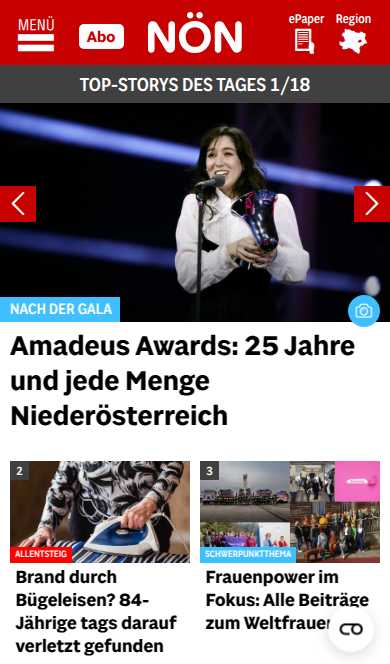 MENÜ
Abo
NÖN
ePaper
Region
TOP-STORYS DES TAGES 1/18
NACH DER GALA
Amadeus Awards: 25 Jahre
und jede Menge
Niederösterreich
2
ALLENTSTEIG
Brand durch
Bügeleisen? 84-
Jährige tags darauf
verletzt gefunden
3
SCHWERPUNKTTHEMA
Frauenpower im
Fokus: Alle Beiträge
zum Weltfrauen